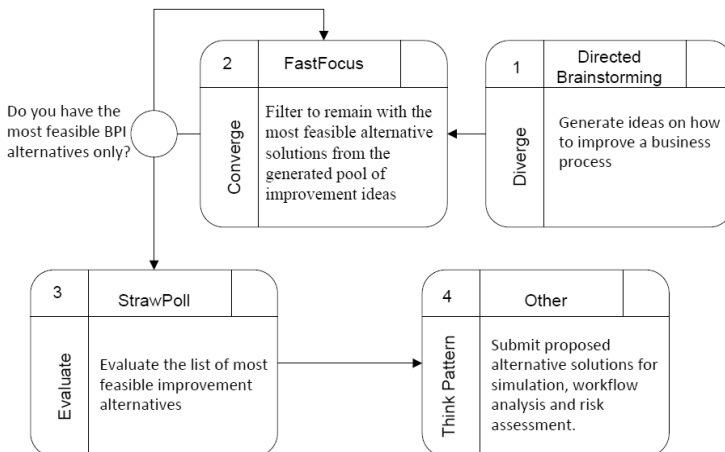 2
FastFocus
Converge
Filter to remain with the
most feasible alternative
solutions from the
generated pool of
improvement ideas
1
Directed
Brainstorming
Diverge
Generate ideas on how
to improve a business
process
Do you have the
most feasible BPI
alternatives only?
3
StrawPoll
Evaluate
Evaluate the list of most
feasible improvement
alternatives
4
Other
Think Pattern
Submit proposed
alternative solutions for
simulation, workflow
analysis and risk
assessment.